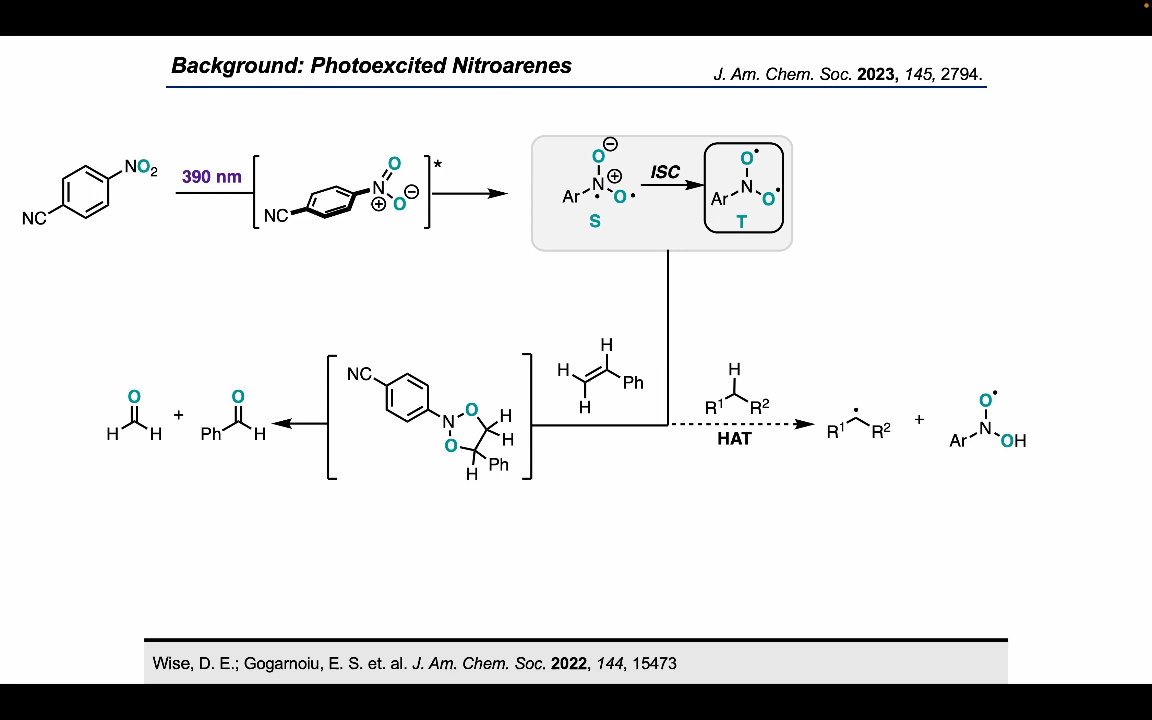 Background: Photoexcited Nitroarenes
J. Am. Chem. Soc. 2023, 145, 2794.
NO₂
NC
390 nm
NC
N
⊕
O
O
⊖
*
O
⊖
⊕
Ar
N
O
S
ISC
O
Ar
N
O
T
O
H
H
+
O
Ph
H
NC
N
O
O
H
H
Ph
H
H
H
Ph
H
H
R¹
R²
HAT
R¹
R²
+
O
Ar
N
OH
Wise, D. E.; Gogarnoiu, E. S. et. al. J. Am. Chem. Soc. 2022, 144, 15473